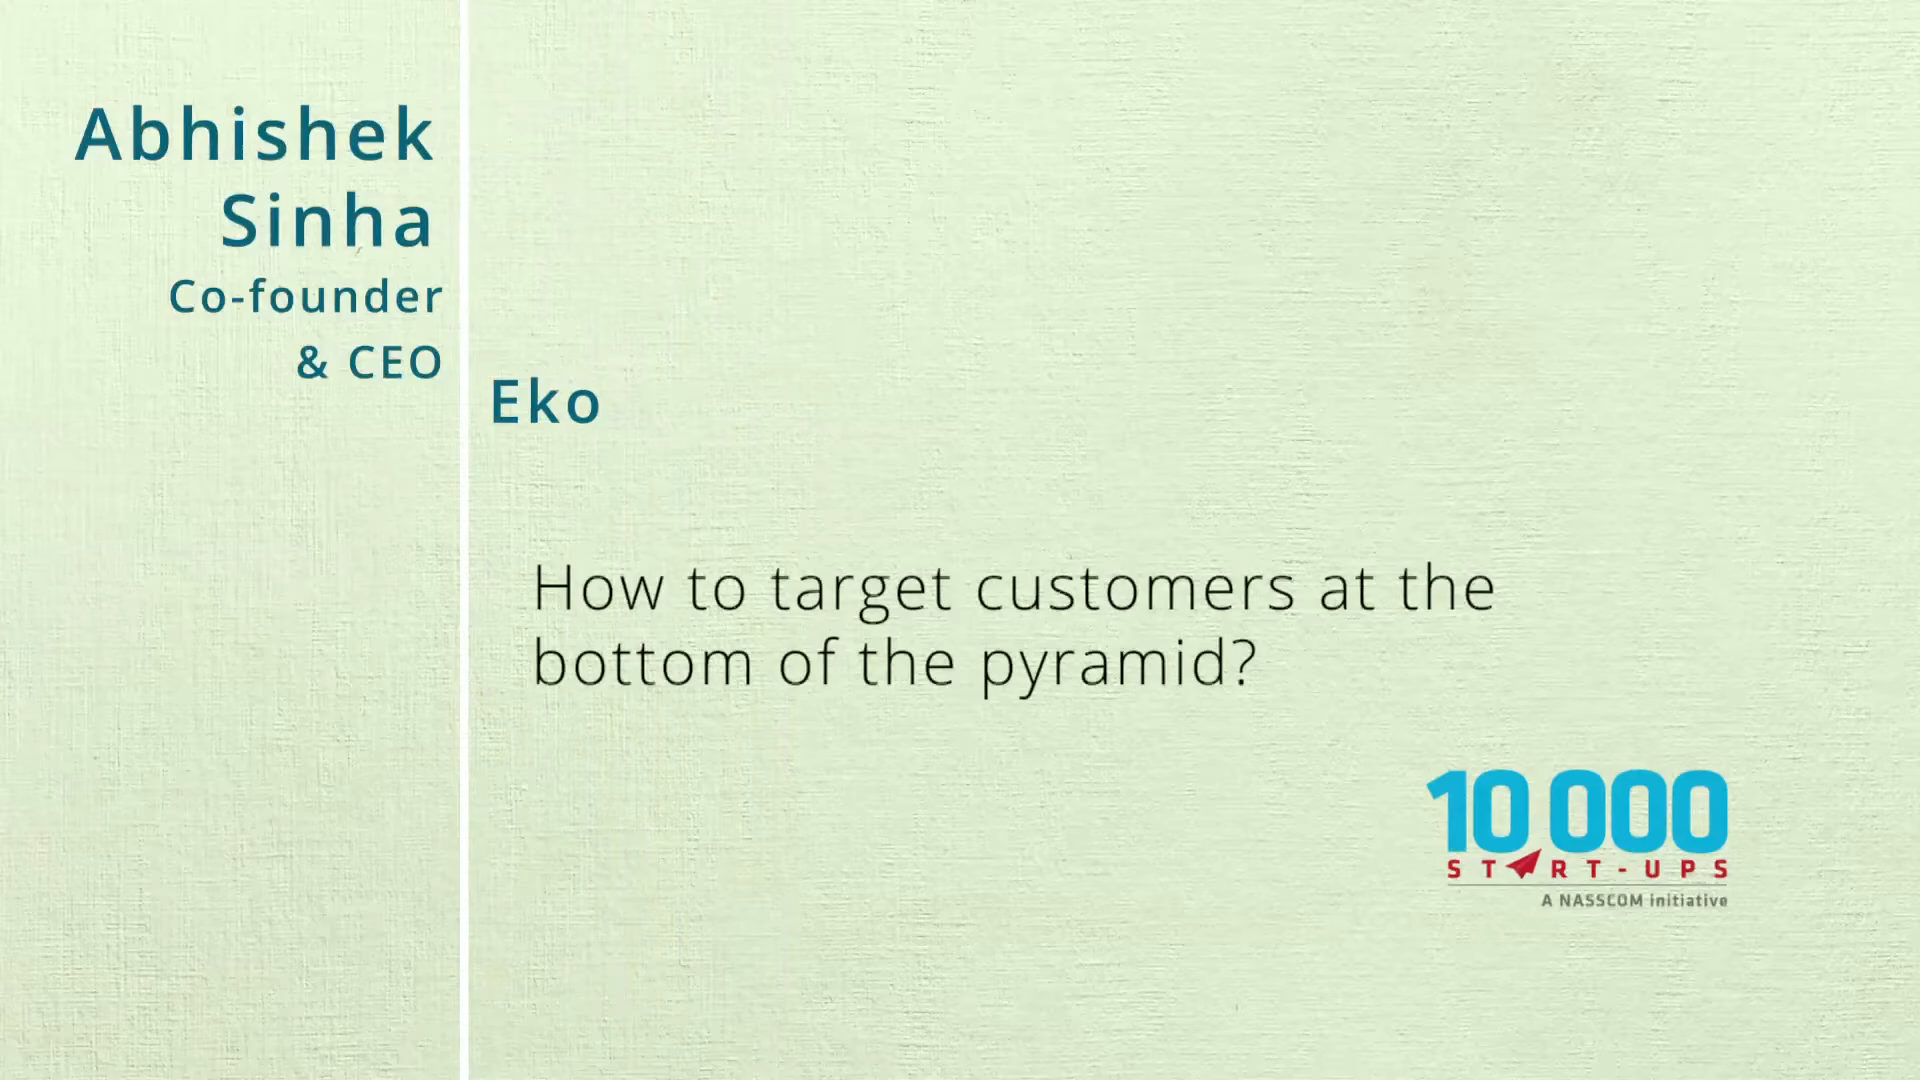 Abhishek
Sinha
Co-founder
& CEO
Eko
How to target customers at the
bottom of the pyramid?
10 000
START-UPS
A NASSCOM initiative